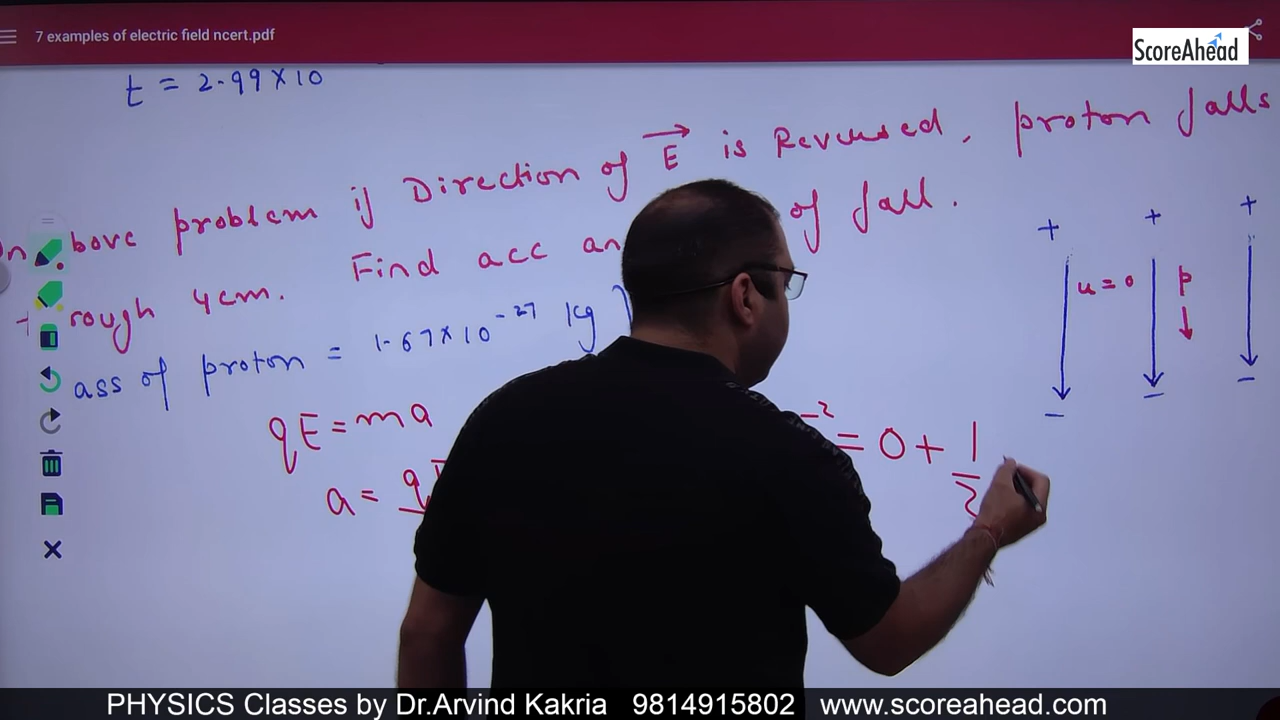 7 examples of electric field ncert.pdf
ScoreAhead
t = 2.99×10
bove problem if Direction of E⃗ is Reversed, proton falls
rough 4cm. Find acc an of fall.
ass of proton = 1.67×10⁻²⁷ kg
+ + +
u=0 p
− − −
qE = ma
⁻² = 0 + 1/2
a = q
PHYSICS Classes by Dr.Arvind Kakria 9814915802 www.scoreahead.com